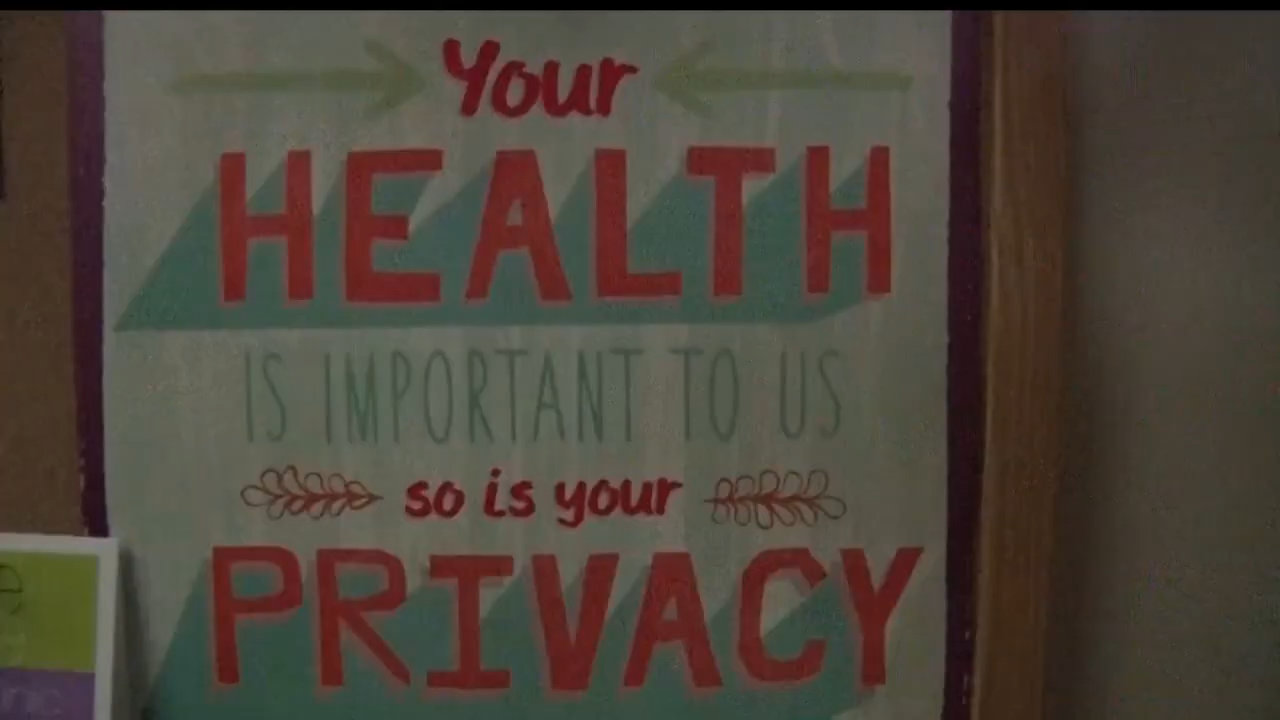 Your
HEALTH
IS IMPORTANT TO US
so is your
PRIVACY